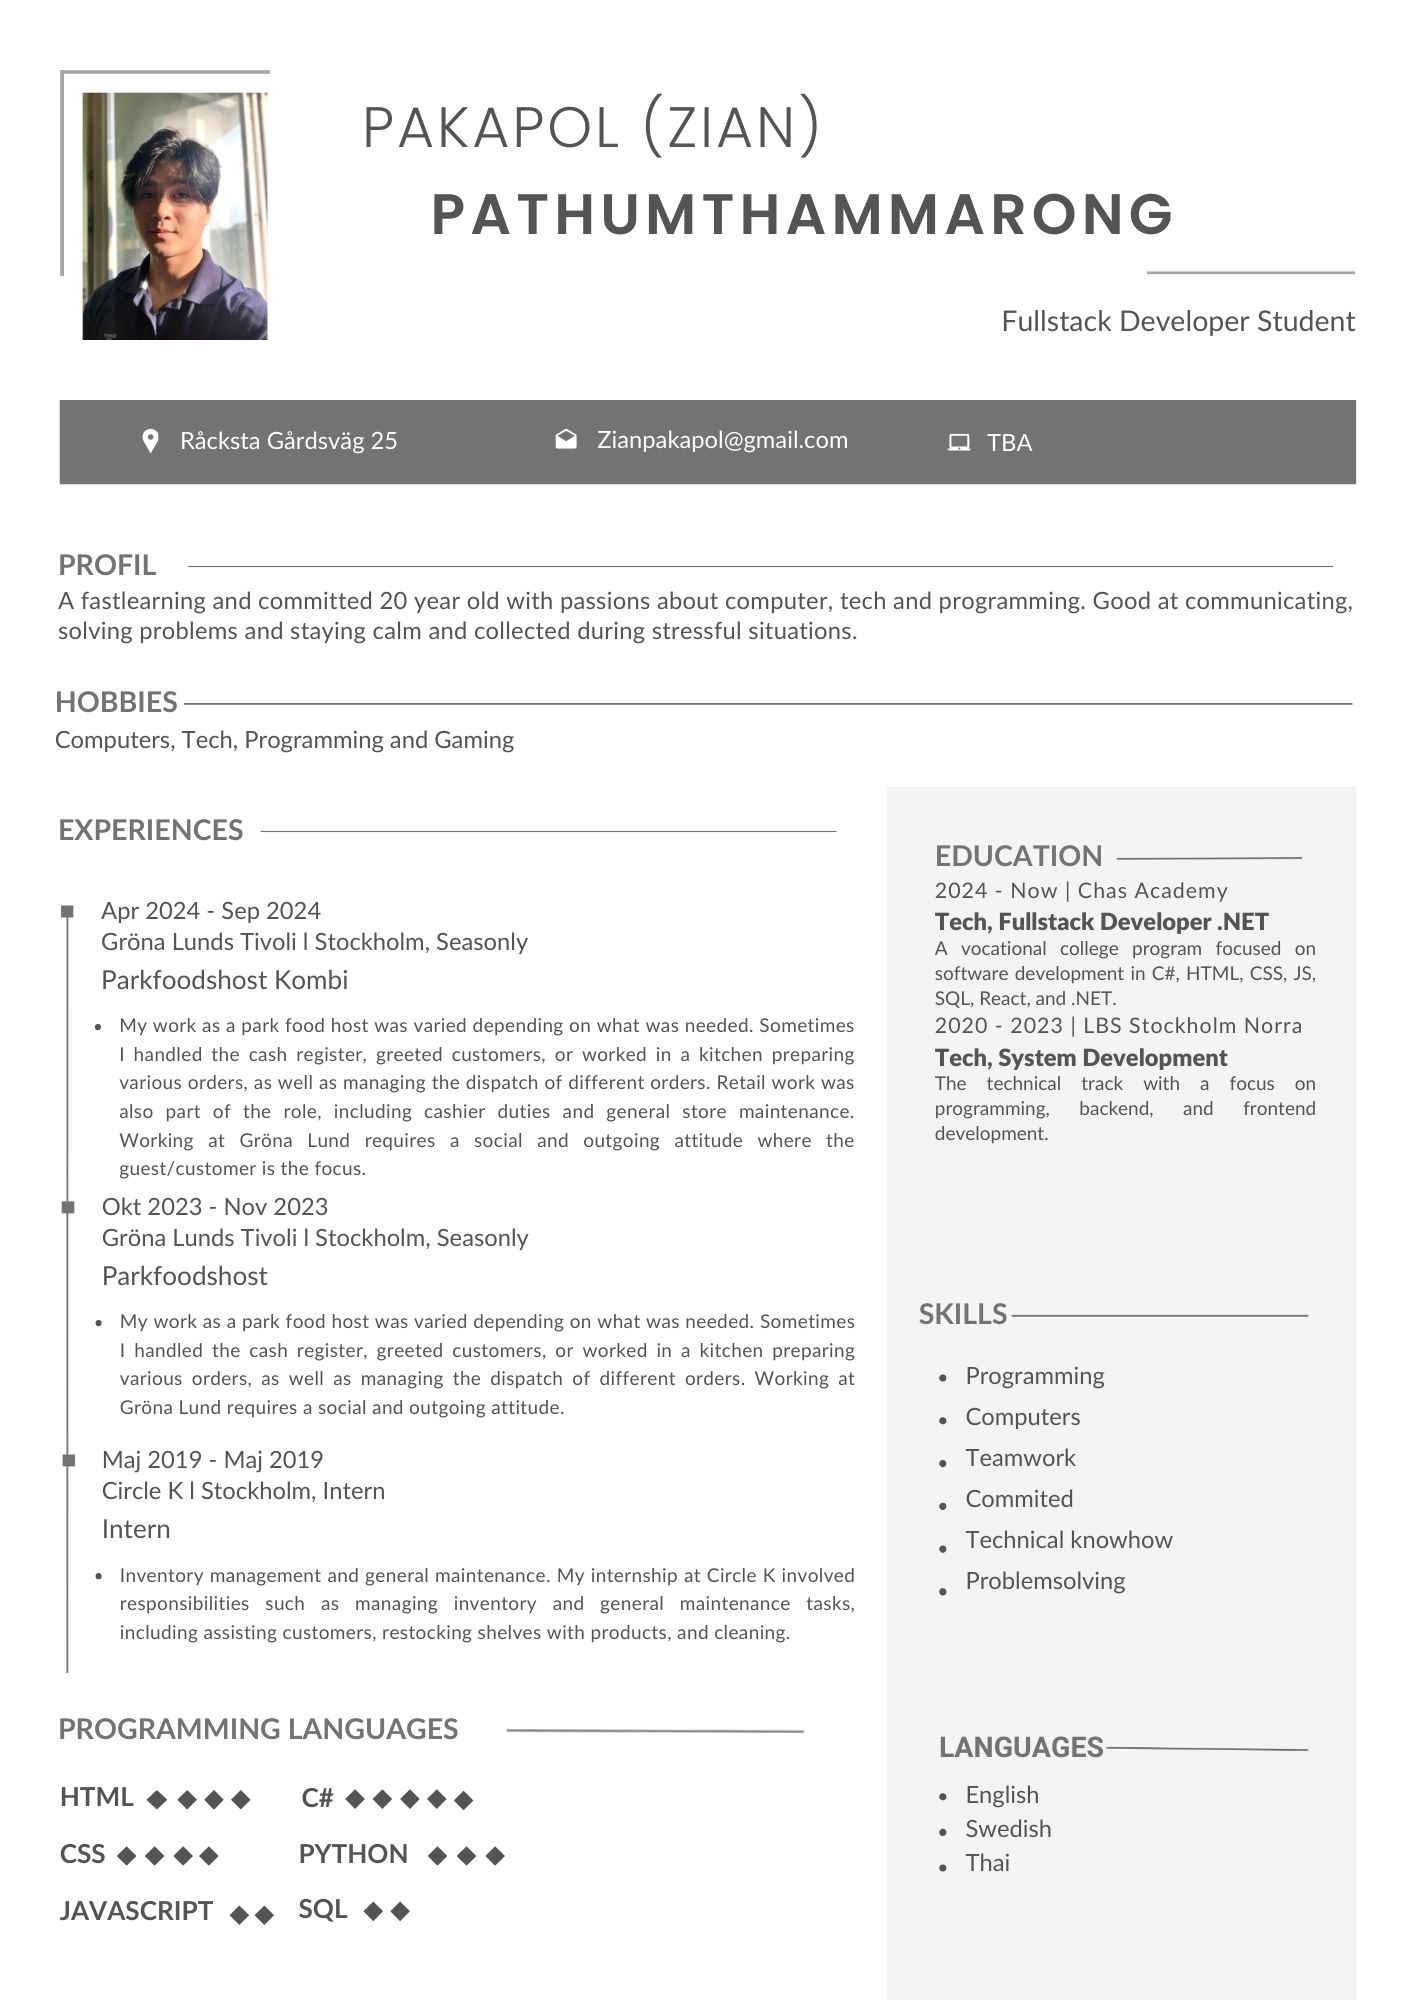 PAKAPOL (ZIAN)
PATHUMTHAMMARONG
Fullstack Developer Student
Råcksta Gårdsväg 25
Zianpakapol@gmail.com
TBA
PROFIL
A fastlearning and committed 20 year old with passions about computer, tech and programming. Good at communicating,
solving problems and staying calm and collected during stressful situations.
HOBBIES
Computers, Tech, Programming and Gaming
EXPERIENCES
Apr 2024 - Sep 2024
Gröna Lunds Tivoli l Stockholm, Seasonly
Parkfoodshost Kombi
• My work as a park food host was varied depending on what was needed. Sometimes
I handled the cash register, greeted customers, or worked in a kitchen preparing
various orders, as well as managing the dispatch of different orders. Retail work was
also part of the role, including cashier duties and general store maintenance.
Working at Gröna Lund requires a social and outgoing attitude where the
guest/customer is the focus.
Okt 2023 - Nov 2023
Gröna Lunds Tivoli l Stockholm, Seasonly
Parkfoodshost
• My work as a park food host was varied depending on what was needed. Sometimes
I handled the cash register, greeted customers, or worked in a kitchen preparing
various orders, as well as managing the dispatch of different orders. Working at
Gröna Lund requires a social and outgoing attitude.
Maj 2019 - Maj 2019
Circle K l Stockholm, Intern
Intern
• Inventory management and general maintenance. My internship at Circle K involved
responsibilities such as managing inventory and general maintenance tasks,
including assisting customers, restocking shelves with products, and cleaning.
PROGRAMMING LANGUAGES
HTML ◆ ◆ ◆ ◆
C# ◆ ◆ ◆ ◆ ◆
CSS ◆ ◆ ◆ ◆
PYTHON ◆ ◆ ◆
JAVASCRIPT ◆ ◆
SQL ◆ ◆
EDUCATION
2024 - Now | Chas Academy
Tech, Fullstack Developer .NET
A vocational college program focused on
software development in C#, HTML, CSS, JS,
SQL, React, and .NET.
2020 - 2023 | LBS Stockholm Norra
Tech, System Development
The technical track with a focus on
programming, backend, and frontend
development.
SKILLS
• Programming
• Computers
• Teamwork
• Commited
• Technical knowhow
• Problemsolving
LANGUAGES
• English
• Swedish
• Thai